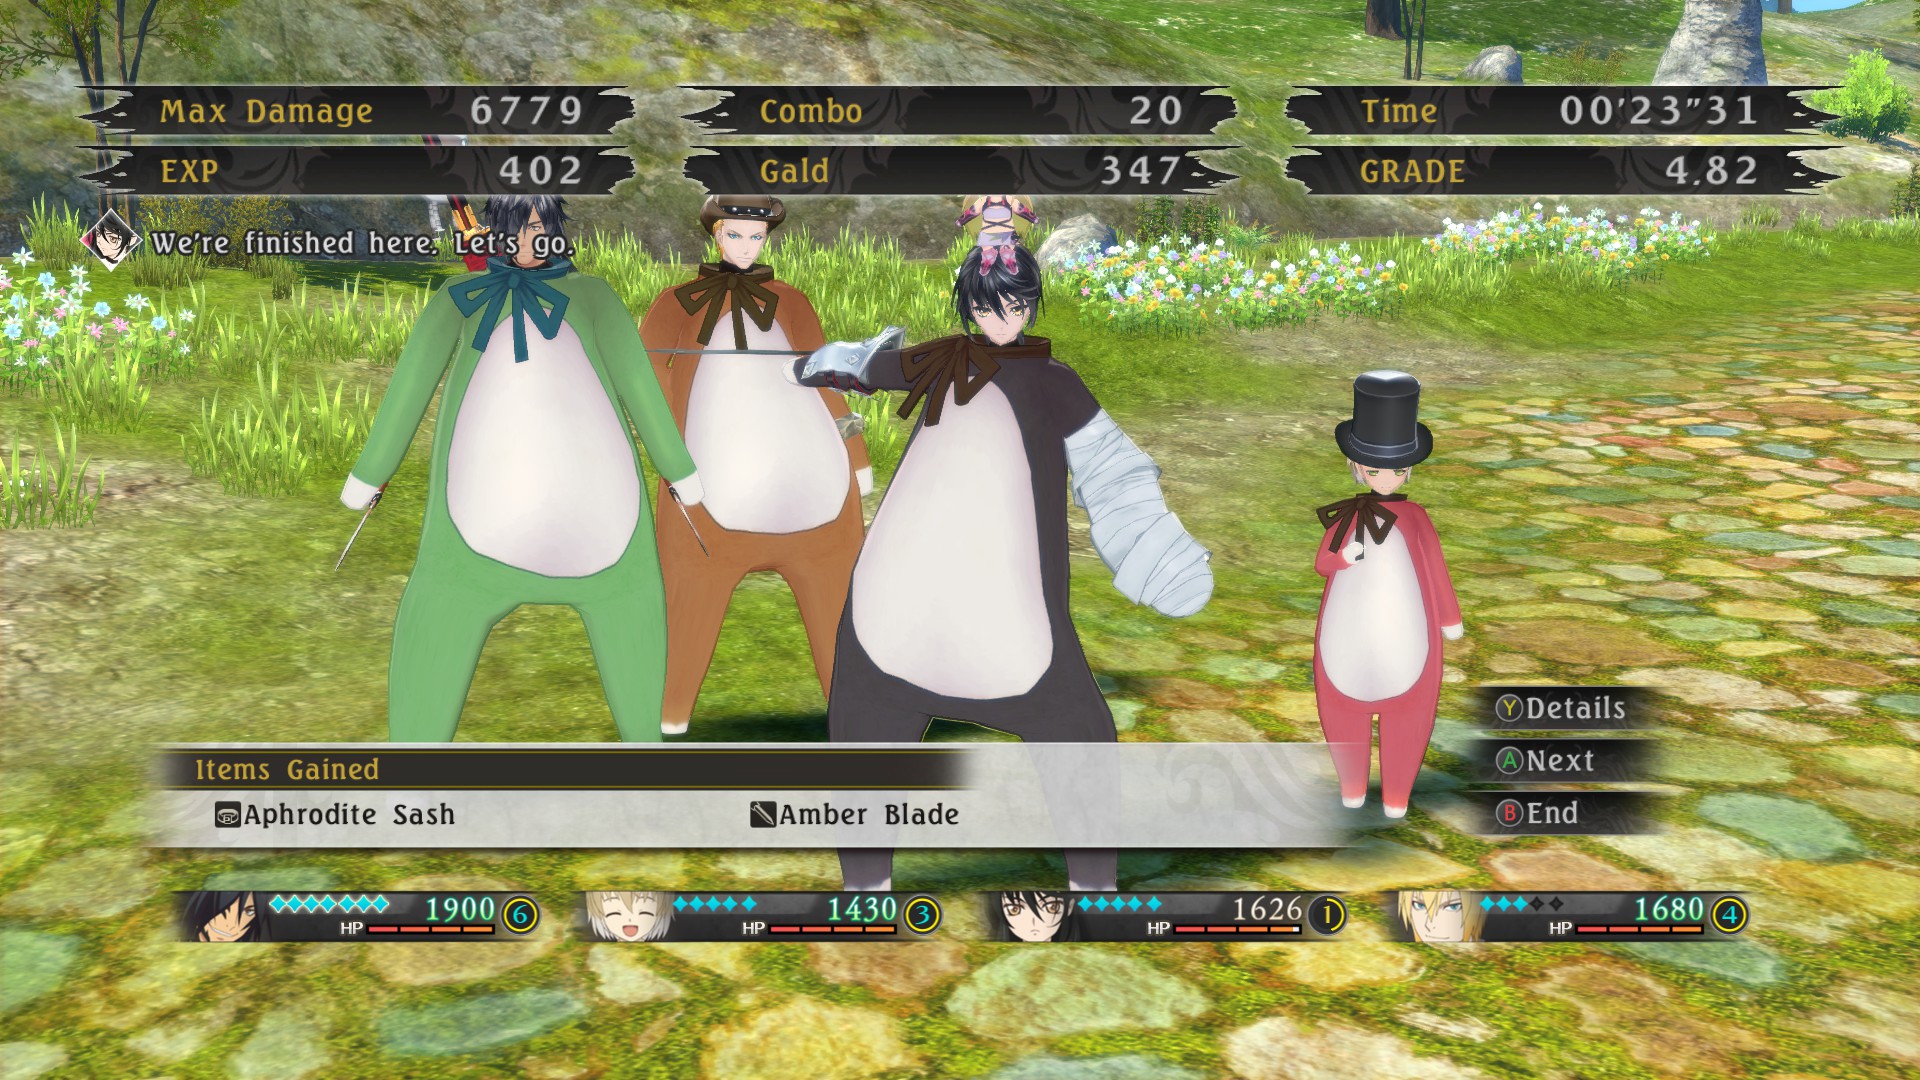 Max Damage 6779 Combo 20 Time 00'23"31
EXP 402 Gald 347 GRADE 4.82
We're finished here. Let's go.
Y Details
A Next
B End
Items Gained
Aphrodite Sash Amber Blade
1900 6 1430 3 1626 1 1680 4
HP HP HP HP